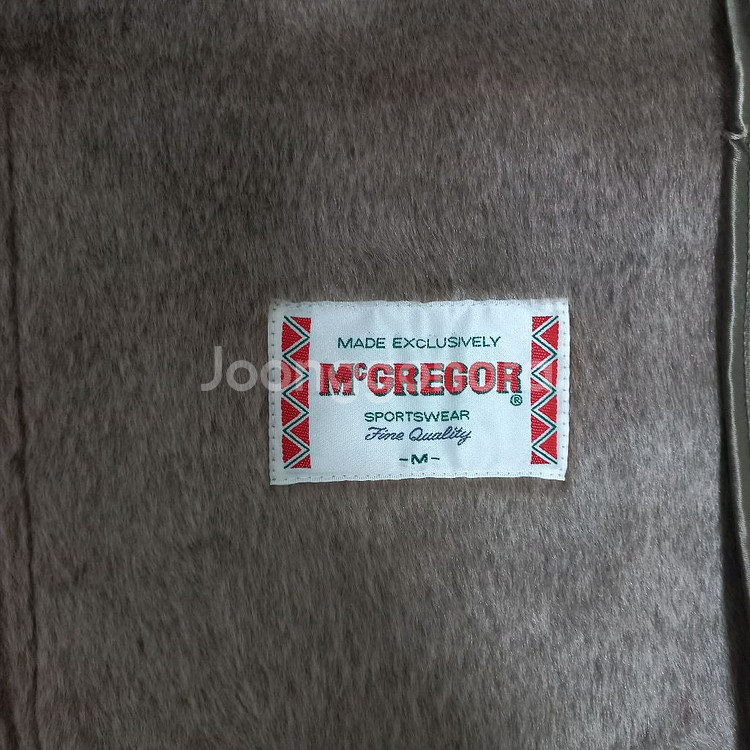 MADE EXCLUSIVELY
McGREGOR®
SPORTSWEAR
Fine Quality
-M-